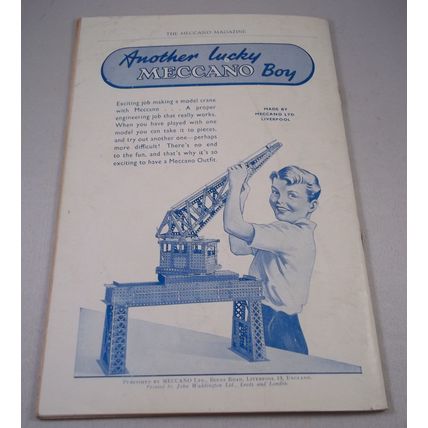 THE MECCANO MAGAZINE
Another lucky
MECCANO Boy
Exciting job making a model crane
with Meccano . . . A proper
engineering job that really works.
When you have played with one
model you can take it to pieces,
and try out another one—perhaps
more difficult! There's no end
to the fun, and that's why it's so
exciting to have a Meccano Outfit.
MADE BY
MECCANO LTD
LIVERPOOL
PUBLISHED BY MECCANO LTD., BINNS ROAD, LIVERPOOL 13, ENGLAND.
Printed by John Waddington Ltd., Leeds and London.